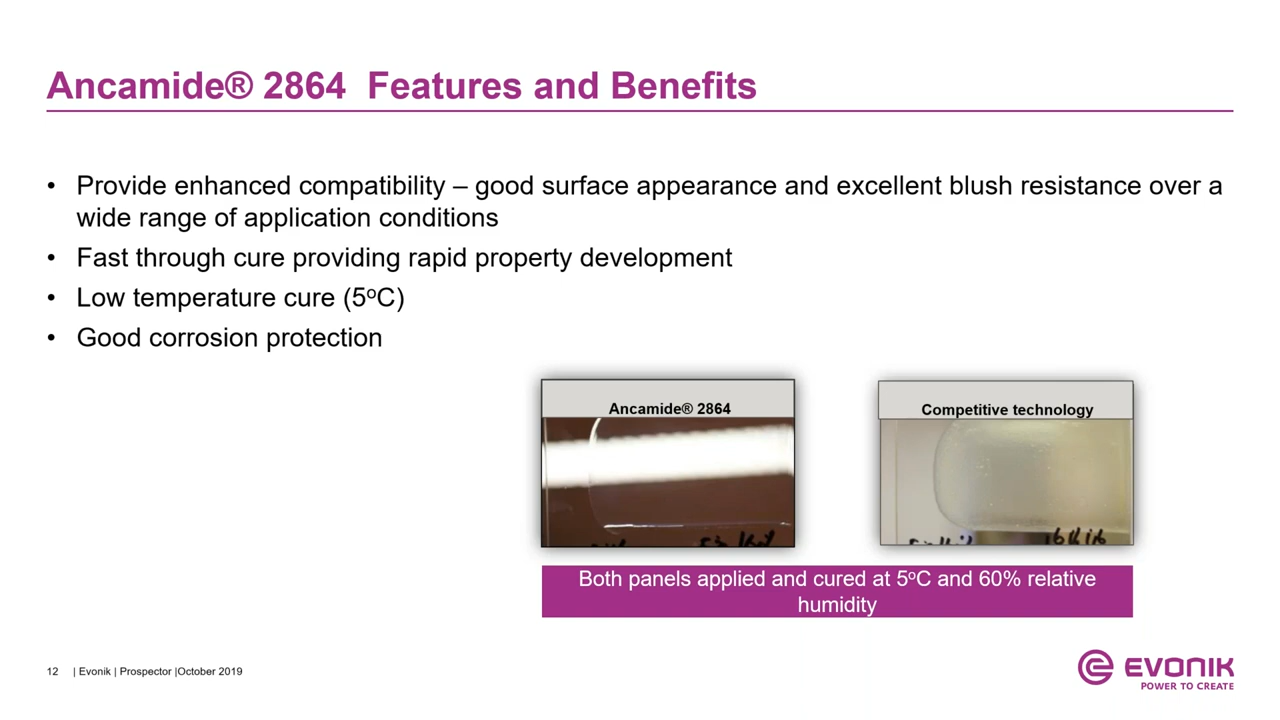 Ancamide® 2864  Features and Benefits
• Provide enhanced compatibility – good surface appearance and excellent blush resistance over a
wide range of application conditions
• Fast through cure providing rapid property development
• Low temperature cure (5ºC)
• Good corrosion protection
Ancamide® 2864
Competitive technology
Both panels applied and cured at 5ºC and 60% relative
humidity
12 | Evonik | Prospector |October 2019
EVONIK
POWER TO CREATE